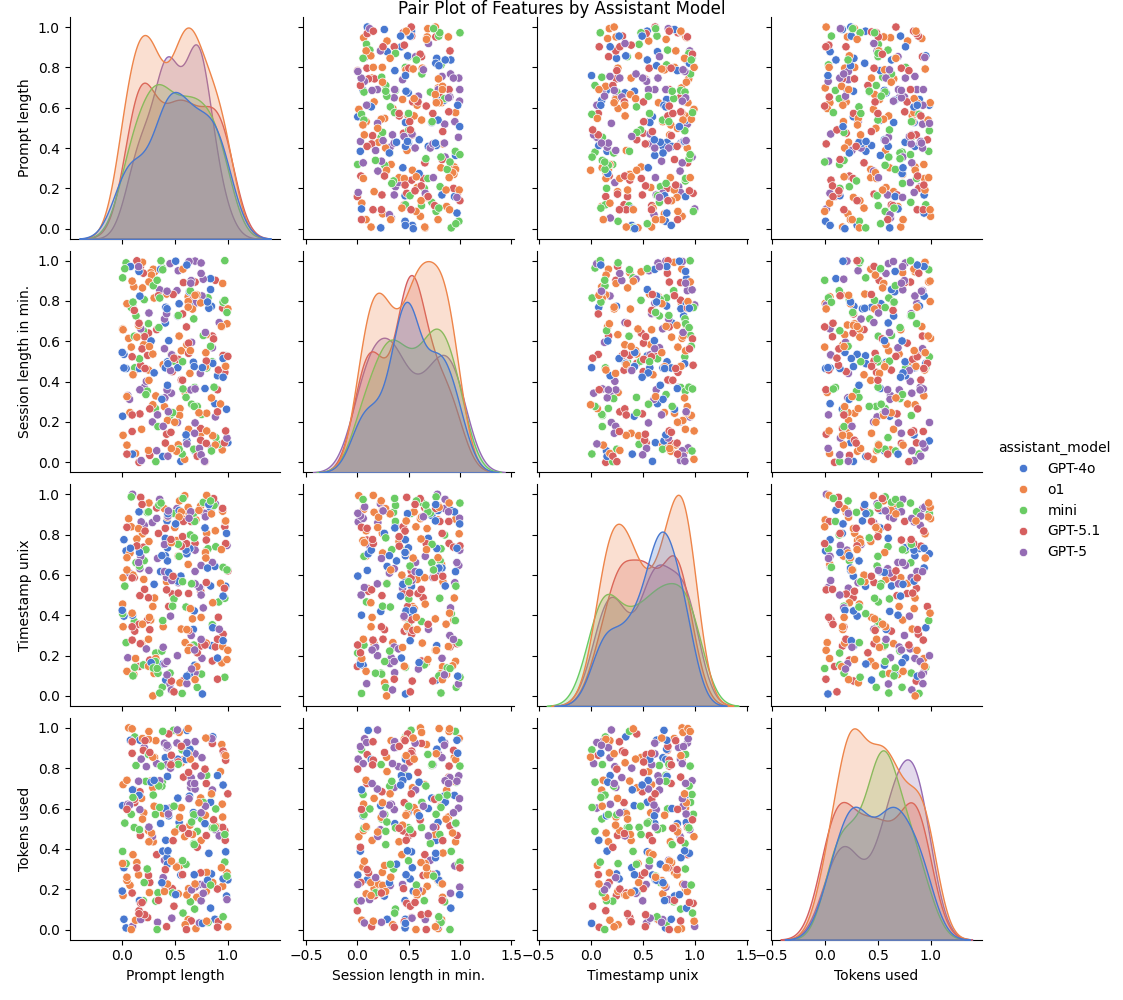 Pair Plot of Features by Assistant Model
1.0
0.8
0.6
0.4
0.2
0.0
Prompt length
1.0
0.8
0.6
0.4
0.2
0.0
Session length in min.
assistant_model
GPT-4o
o1
mini
GPT-5.1
GPT-5
1.0
0.8
0.6
0.4
0.2
0.0
Timestamp unix
1.0
0.8
0.6
0.4
0.2
0.0
Tokens used
0.0 0.5 1.0
Prompt length
−0.5 0.0 0.5 1.0 1.5
Session length in min.
−0.5 0.0 0.5 1.0 1.5
Timestamp unix
−0.5 0.0 0.5 1.0
Tokens used